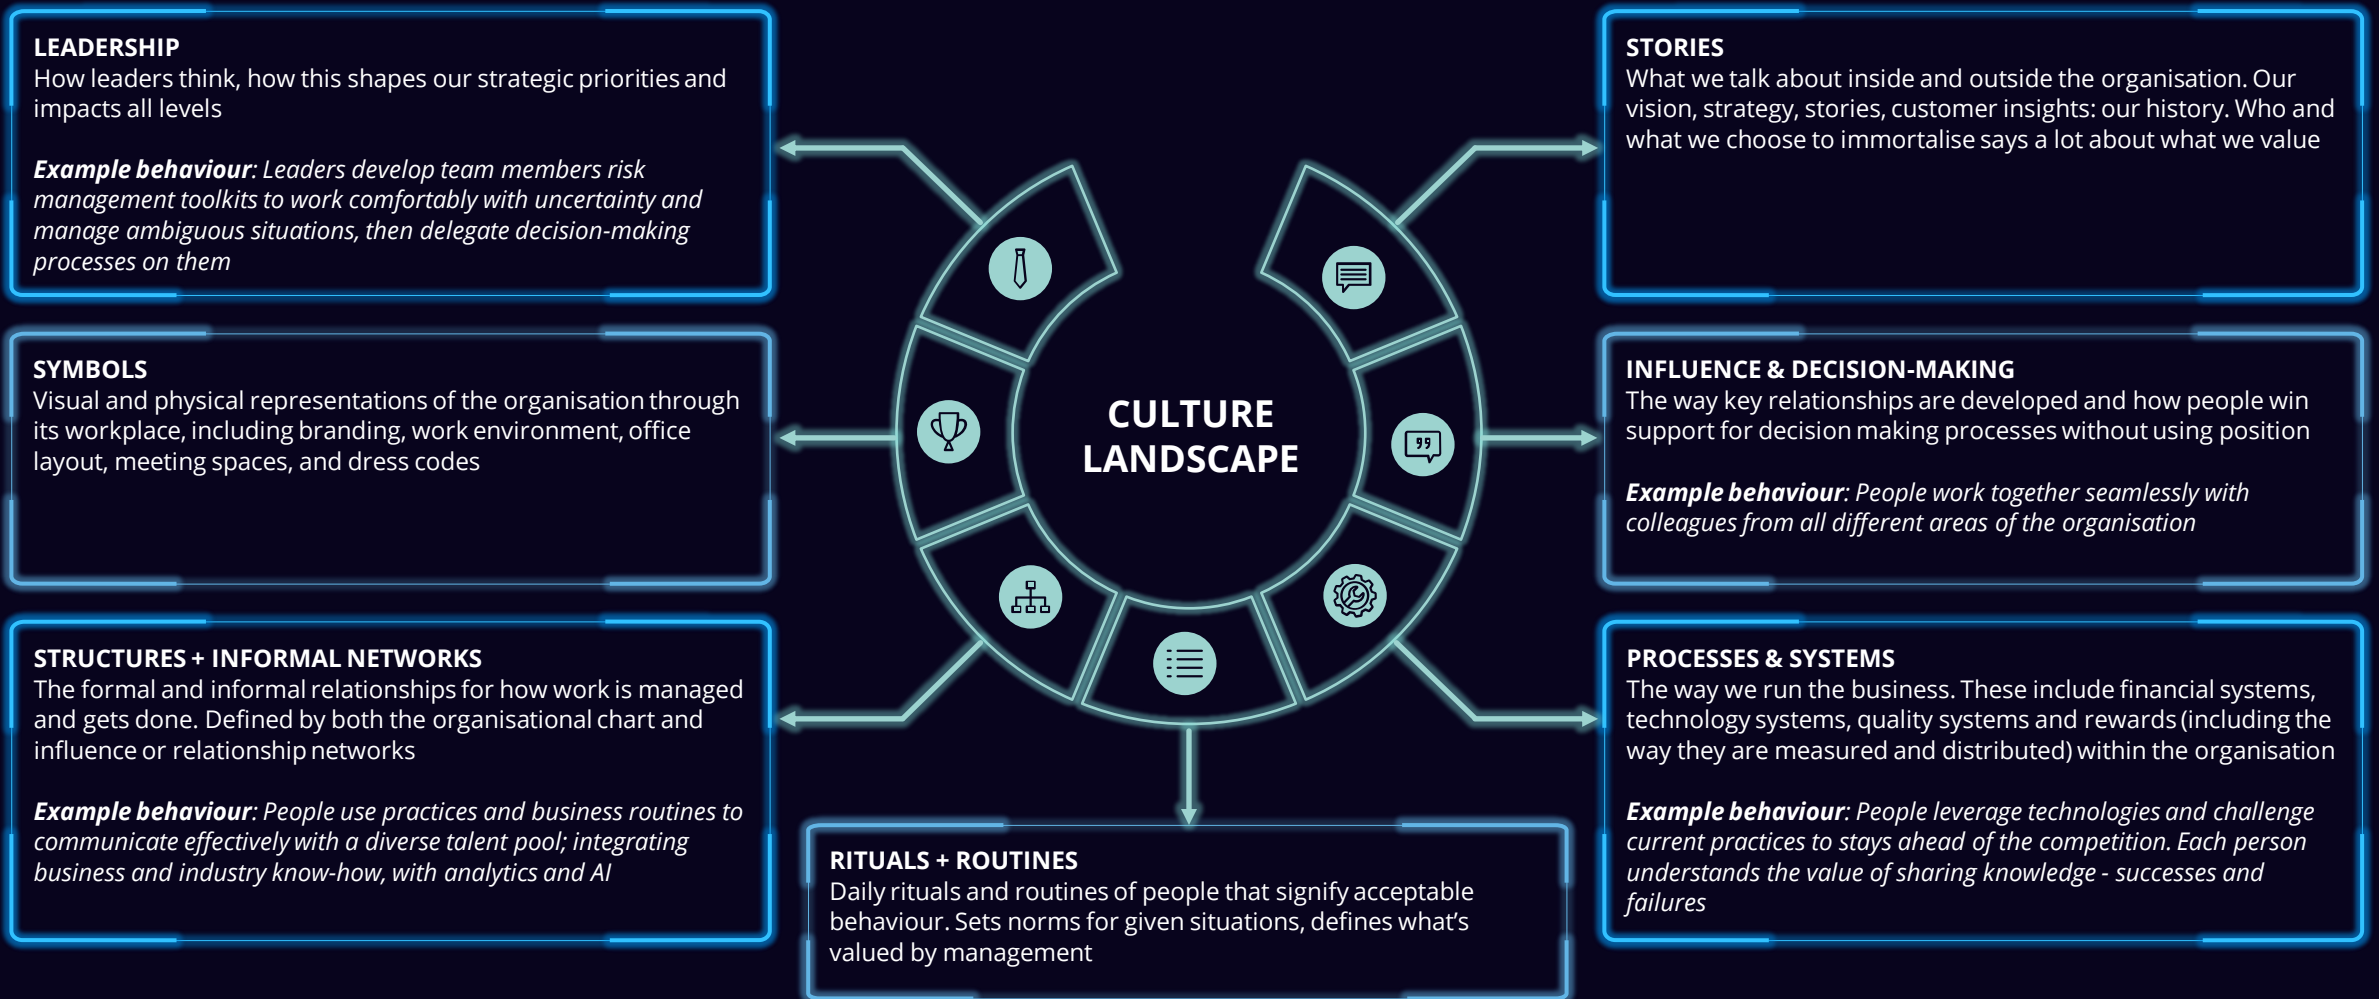 LEADERSHIP
How leaders think, how this shapes our strategic priorities and
impacts all levels
Example behaviour: Leaders develop team members risk
management toolkits to work comfortably with uncertainty and
manage ambiguous situations, then delegate decision-making
processes on them
SYMBOLS
Visual and physical representations of the organisation through
its workplace, including branding, work environment, office
layout, meeting spaces, and dress codes
STRUCTURES + INFORMAL NETWORKS
The formal and informal relationships for how work is managed
and gets done. Defined by both the organisational chart and
influence or relationship networks
Example behaviour: People use practices and business routines to
communicate effectively with a diverse talent pool; integrating
business and industry know-how, with analytics and AI
CULTURE
LANDSCAPE
RITUALS + ROUTINES
Daily rituals and routines of people that signify acceptable
behaviour. Sets norms for given situations, defines what's
valued by management
STORIES
What we talk about inside and outside the organisation. Our
vision, strategy, stories, customer insights: our history. Who and
what we choose to immortalise says a lot about what we value
INFLUENCE & DECISION-MAKING
The way key relationships are developed and how people win
support for decision making processes without using position
Example behaviour: People work together seamlessly with
colleagues from all different areas of the organisation
PROCESSES & SYSTEMS
The way we run the business. These include financial systems,
technology systems, quality systems and rewards (including the
way they are measured and distributed) within the organisation
Example behaviour: People leverage technologies and challenge
current practices to stays ahead of the competition. Each person
understands the value of sharing knowledge - successes and
failures